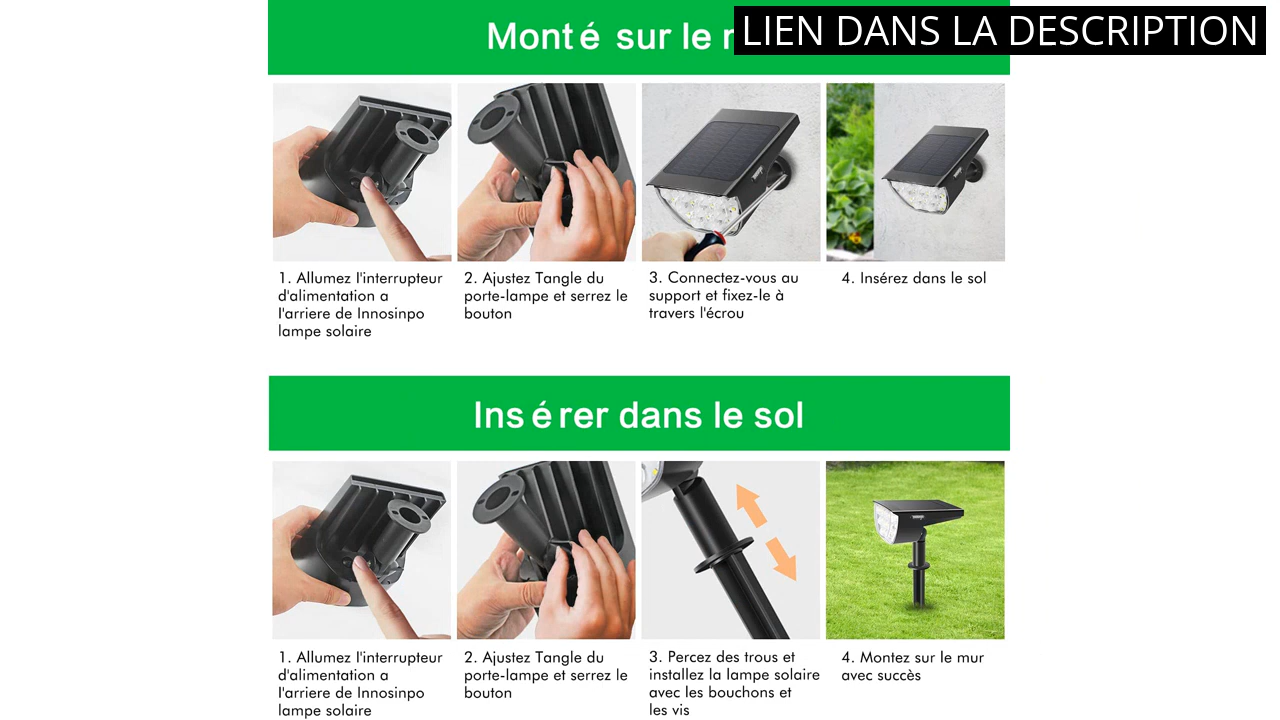 Monté sur le
LIEN DANS LA DESCRIPTION
1. Allumez l'interrupteur
d'alimentation a
l'arriere de Innosinpo
lampe solaire
2. Ajustez Tangle du
porte-lampe et serrez le
bouton
3. Connectez-vous au
support et fixez-le à
travers l'écrou
4. Insérez dans le sol
Insérer dans le sol
1. Allumez l'interrupteur
d'alimentation a
l'arriere de Innosinpo
lampe solaire
2. Ajustez Tangle du
porte-lampe et serrez le
bouton
3. Percez des trous et
installez la lampe solaire
avec les bouchons et
les vis
4. Montez sur le mur
avec succès